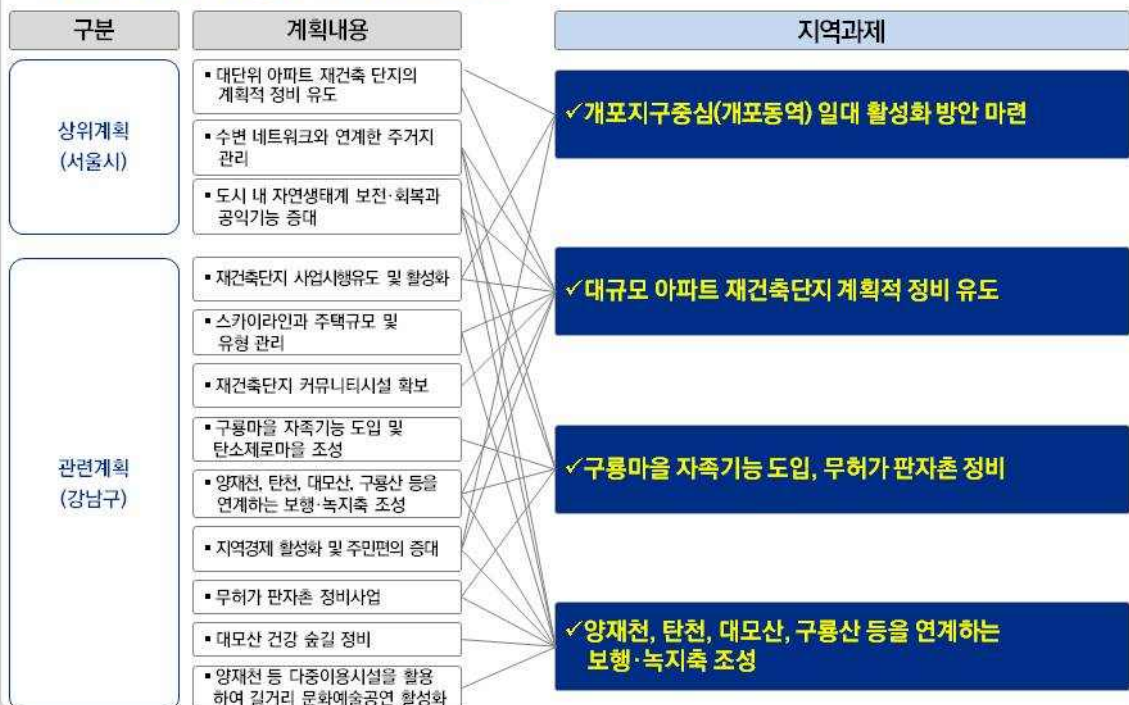 구분
계획내용
지역과제
상위계획
(서울시)
▪ 대단위 아파트 재건축 단지의
계획적 정비 유도
▪ 수변 네트워크와 연계한 주거지
관리
▪ 도시 내 자연생태계 보전·회복과
공익기능 증대
관련계획
(강남구)
▪ 재건축단지 사업시행유도 및 활성화
▪ 스카이라인과 주택규모 및
유형 관리
▪ 재건축단지 커뮤니티시설 확보
▪ 구룡마을 자족기능 도입 및
탄소제로마을 조성
▪ 양재천, 탄천, 대모산, 구룡산 등을
연계하는 보행·녹지축 조성
▪ 지역경제 활성화 및 주민편의 증대
▪ 무허가 판자촌 정비사업
▪ 대모산 건강 숲길 정비
▪ 양재천 등 다중이용시설을 활용
하여 길거리 문화예술공연 활성화
✓개포지구중심(개포동역) 일대 활성화 방안 마련
✓대규모 아파트 재건축단지 계획적 정비 유도
✓구룡마을 자족기능 도입, 무허가 판자촌 정비
✓양재천, 탄천, 대모산, 구룡산 등을 연계하는
보행·녹지축 조성